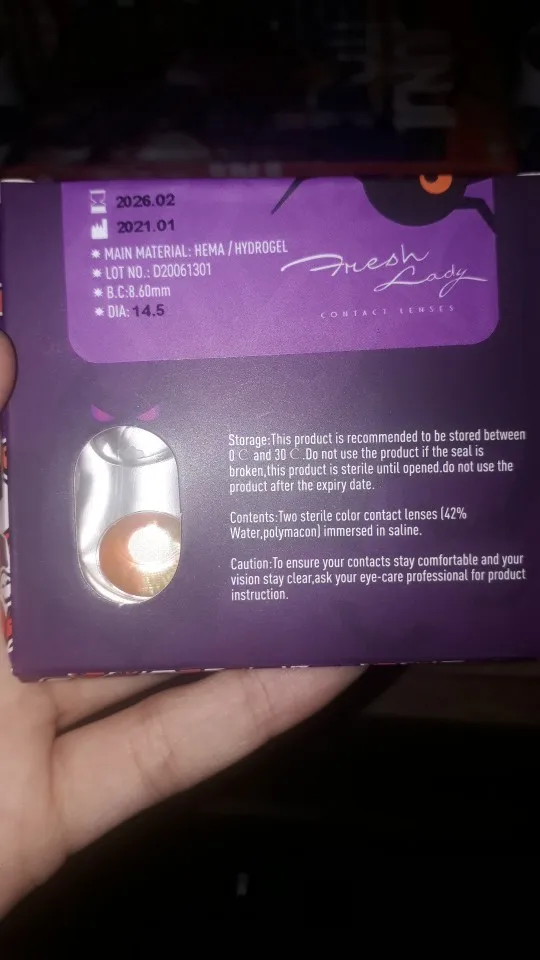 2026.02
2021.01
✷ MAIN MATERIAL: HEMA / HYDROGEL
✷ LOT NO.: D20061301
✷ B.C:8.60mm
✷ DIA: 14.5
Fresh
Lady
CONTACT LENSES
Storage:This product is recommended to be stored between
0 C and 30 C .Do not use the product if the seal is
broken,this product is sterile until opened.do not use the
product after the expiry date.
Contents:Two sterile color contact lenses (42%
Water,polymacon) immersed in saline.
Caution:To ensure your contacts stay comfortable and your
vision stay clear,ask your eye-care professional for product
instruction.